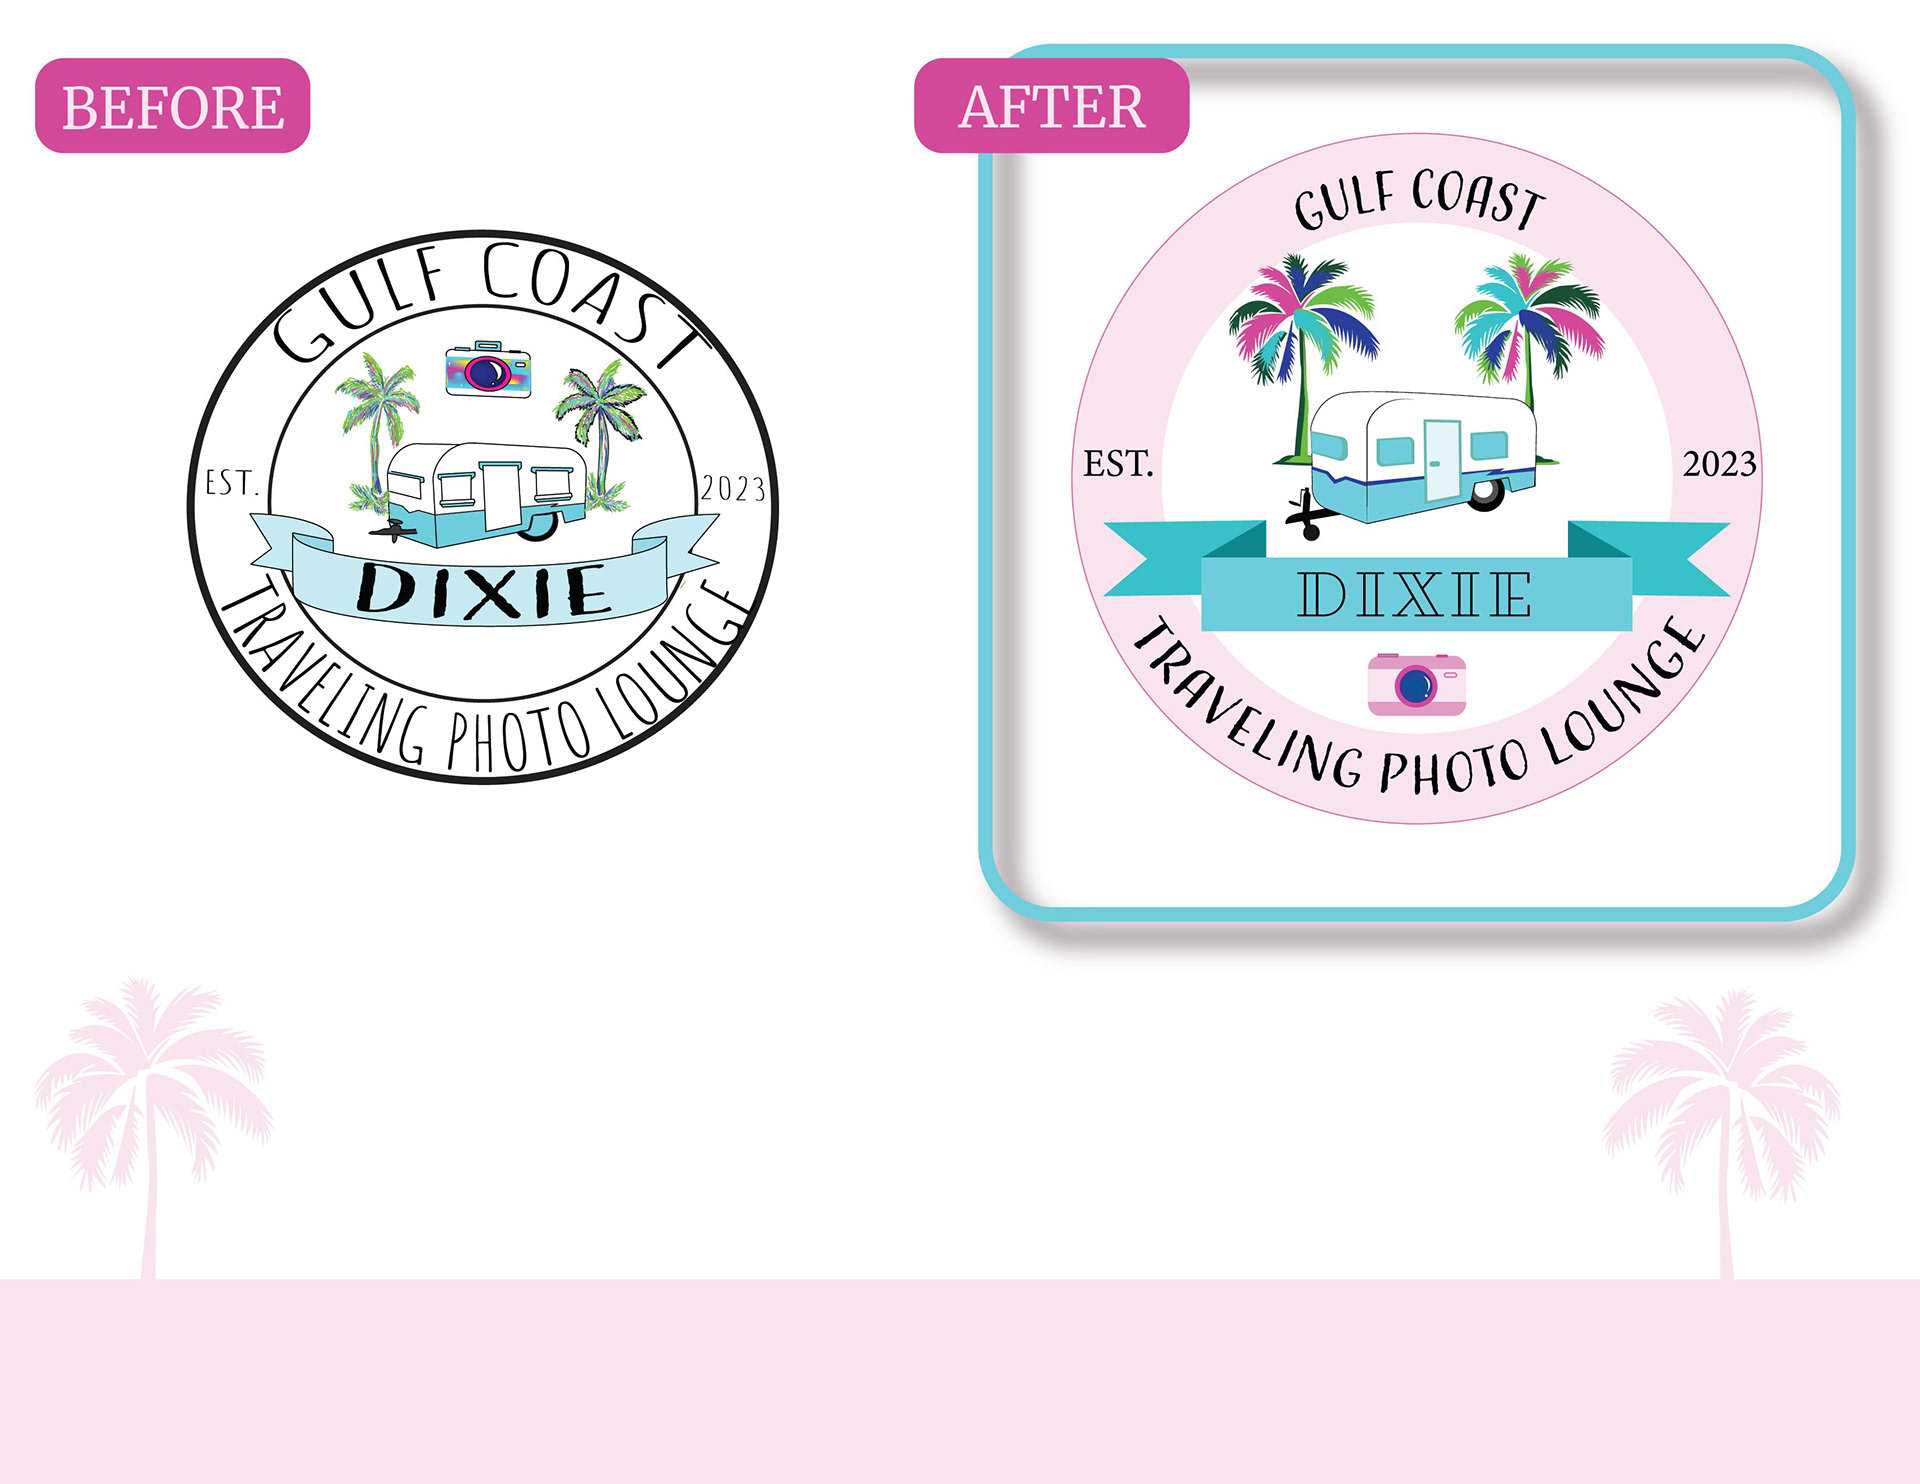 BEFORE
GULF COAST
EST.
2023
DIXIE
TRAVELING PHOTO LOUNGE
AFTER
GULF COAST
EST.
2023
DIXIE
TRAVELING PHOTO LOUNGE